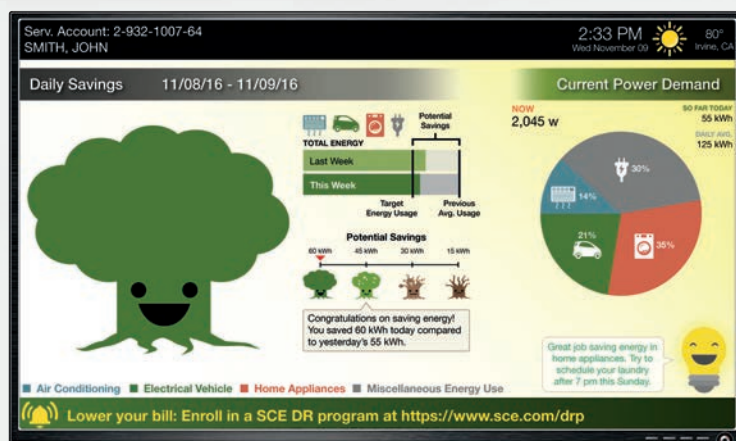 Serv. Account: 2-932-1007-64
SMITH, JOHN
2:33 PM
Wed November 09
80°
Irvine, CA
Daily Savings 11/08/16 - 11/09/16
Current Power Demand
Potential
Savings
TOTAL ENERGY
Last Week
This Week
Target
Energy Usage
Previous
Avg. Usage
Potential Savings
60 kWh 45 kWh 30 kWh 15 kWh
Congratulations on saving energy!
You saved 60 kWh today compared
to yesterday's 55 kWh.
NOW
2,045 w
SO FAR TODAY
55 kWh
DAILY AVG.
125 kWh
30%
14%
21%
35%
Great job saving energy in
home appliances. Try to
schedule your laundry
after 7 pm this Sunday.
Air Conditioning Electrical Vehicle Home Appliances Miscellaneous Energy Use
Lower your bill: Enroll in a SCE DR program at https://www.sce.com/drp